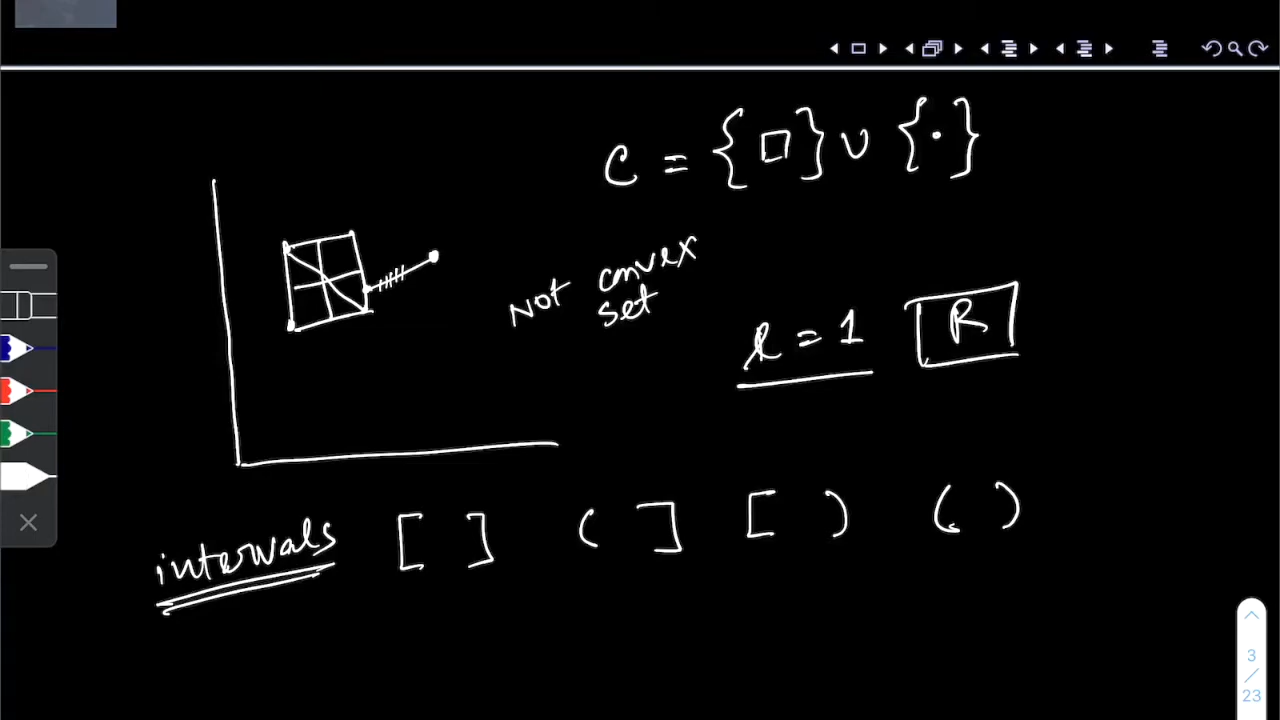 C = {□} ∪ {·}
Not convex
set
l = 1 R
intervals [ ] ( ] [ ) ( )
3
/
23